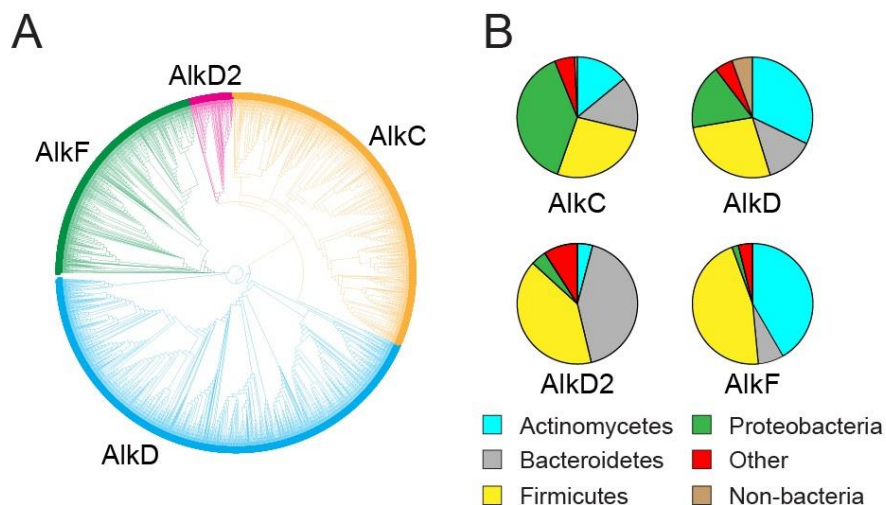 A
AlkD2
AlkF
AlkC
AlkD
B
AlkC
AlkD
AlkD2
AlkF
Actinomycetes
Proteobacteria
Bacteroidetes
Other
Firmicutes
Non-bacteria